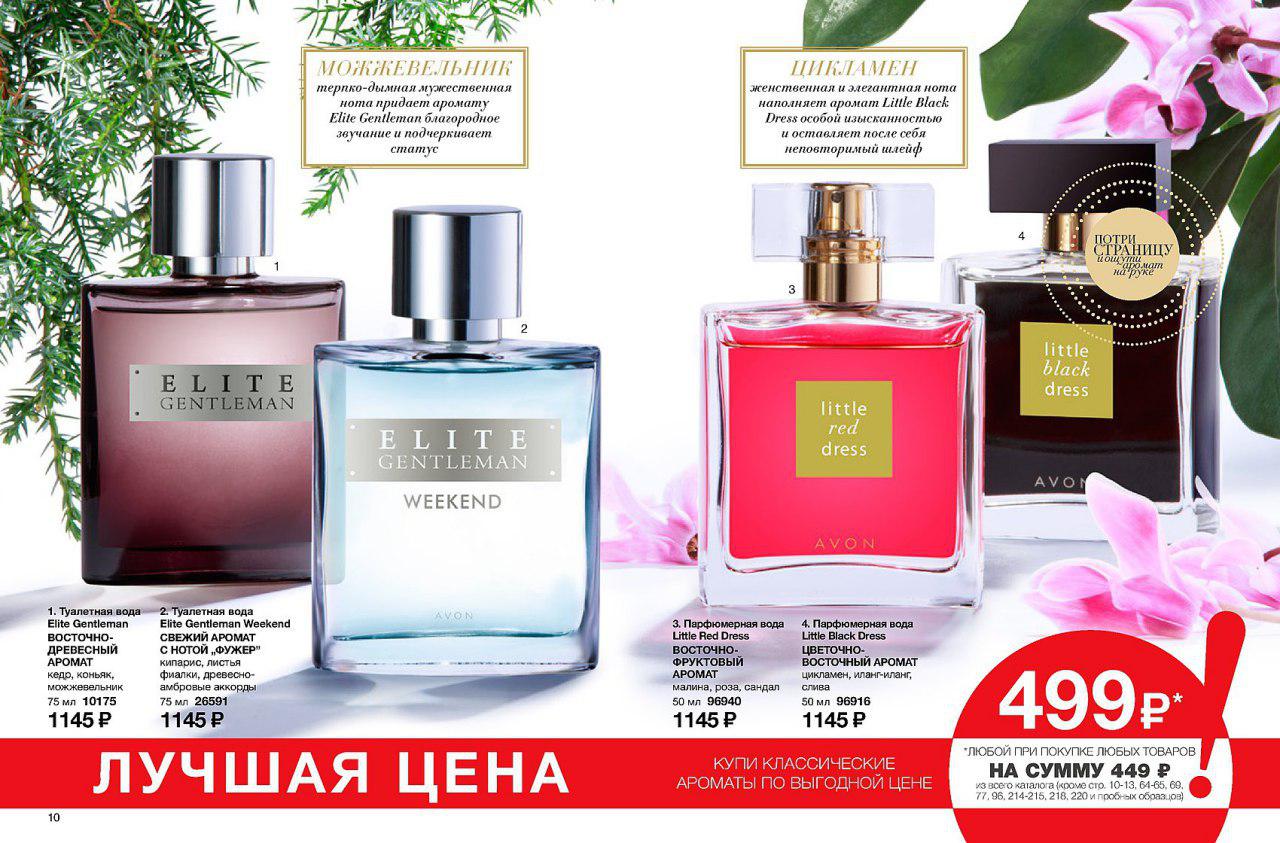 МОЖЖЕВЕЛЬНИК
терпко-дымная мужественная
нота придает аромату
Elite Gentleman благородное
звучание и подчеркивает
статус
ЦИКЛАМЕН
женственная и элегантная нота
наполняет аромат Little Black
Dress особой изысканностью
и оставляет после себя
неповторимый шлейф
1
ELITE
GENTLEMAN
2
ELITE
GENTLEMAN
WEEKEND
AVON
3
little
red
dress
AVON
4
ПОТРИ
СТРАНИЦУ
и ощути
аромат
на руке
little
black
dress
AVON
1. Туалетная вода
Elite Gentleman
ВОСТОЧНО-
ДРЕВЕСНЫЙ
АРОМАТ
кедр, коньяк,
можжевельник
75 мл 10175
1145 ₽
2. Туалетная вода
Elite Gentleman Weekend
СВЕЖИЙ АРОМАТ
С НОТОЙ „ФУЖЕР”
кипарис, листья
фиалки, древесно-
амбровые аккорды
75 мл 26591
1145 ₽
3. Парфюмерная вода
Little Red Dress
ВОСТОЧНО-
ФРУКТОВЫЙ
АРОМАТ
малина, роза, сандал
50 мл 96940
1145 ₽
4. Парфюмерная вода
Little Black Dress
ЦВЕТОЧНО-
ВОСТОЧНЫЙ АРОМАТ
цикламен, иланг-иланг,
слива
50 мл 96916
1145 ₽
ЛУЧШАЯ ЦЕНА
КУПИ КЛАССИЧЕСКИЕ
АРОМАТЫ ПО ВЫГОДНОЙ ЦЕНЕ
499₽*
*ЛЮБОЙ ПРИ ПОКУПКЕ ЛЮБЫХ ТОВАРОВ
НА СУММУ 449 ₽
из всего каталога (кроме стр. 10-13, 64-65, 69,
77, 96, 214-215, 218, 220 и пробных образцов)
!
10